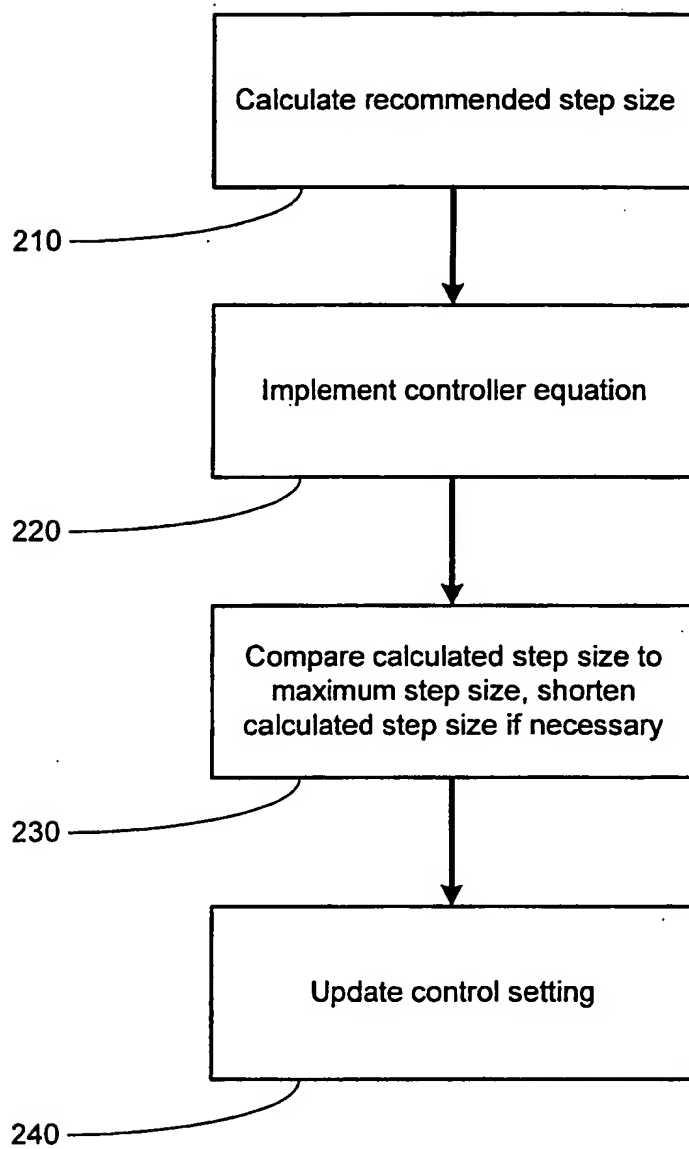 Calculate recommended step size
210
Implement controller equation
220
Compare calculated step size to
maximum step size, shorten
calculated step size if necessary
230
Update control setting
240